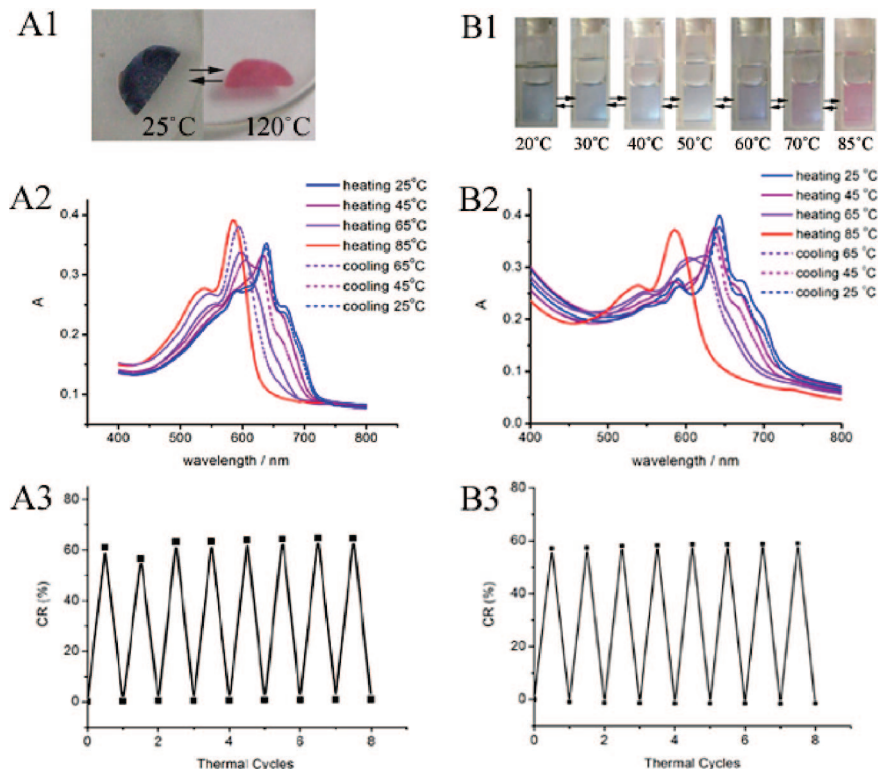 A1
25°C
120°C
B1
20°C 30°C 40°C 50°C 60°C 70°C 85°C
A2
heating 25°C
heating 45°C
heating 65°C
heating 85°C
cooling 65°C
cooling 45°C
cooling 25°C
0.4
0.3
0.2
0.1
A
400 500 600 700 800
wavelength / nm
B2
heating 25 °C
heating 45 °C
heating 65 °C
heating 85 °C
cooling 65 °C
cooling 45 °C
cooling 25 °C
0.4
0.3
0.2
0.1
0.0
A
400 500 600 700 800
wavelength / nm
A3
80
60
40
20
0
CR (%)
0 2 4 6 8
Thermal Cycles
B3
80
60
40
20
0
CR (%)
0 2 4 6 8
Thermal Cycles